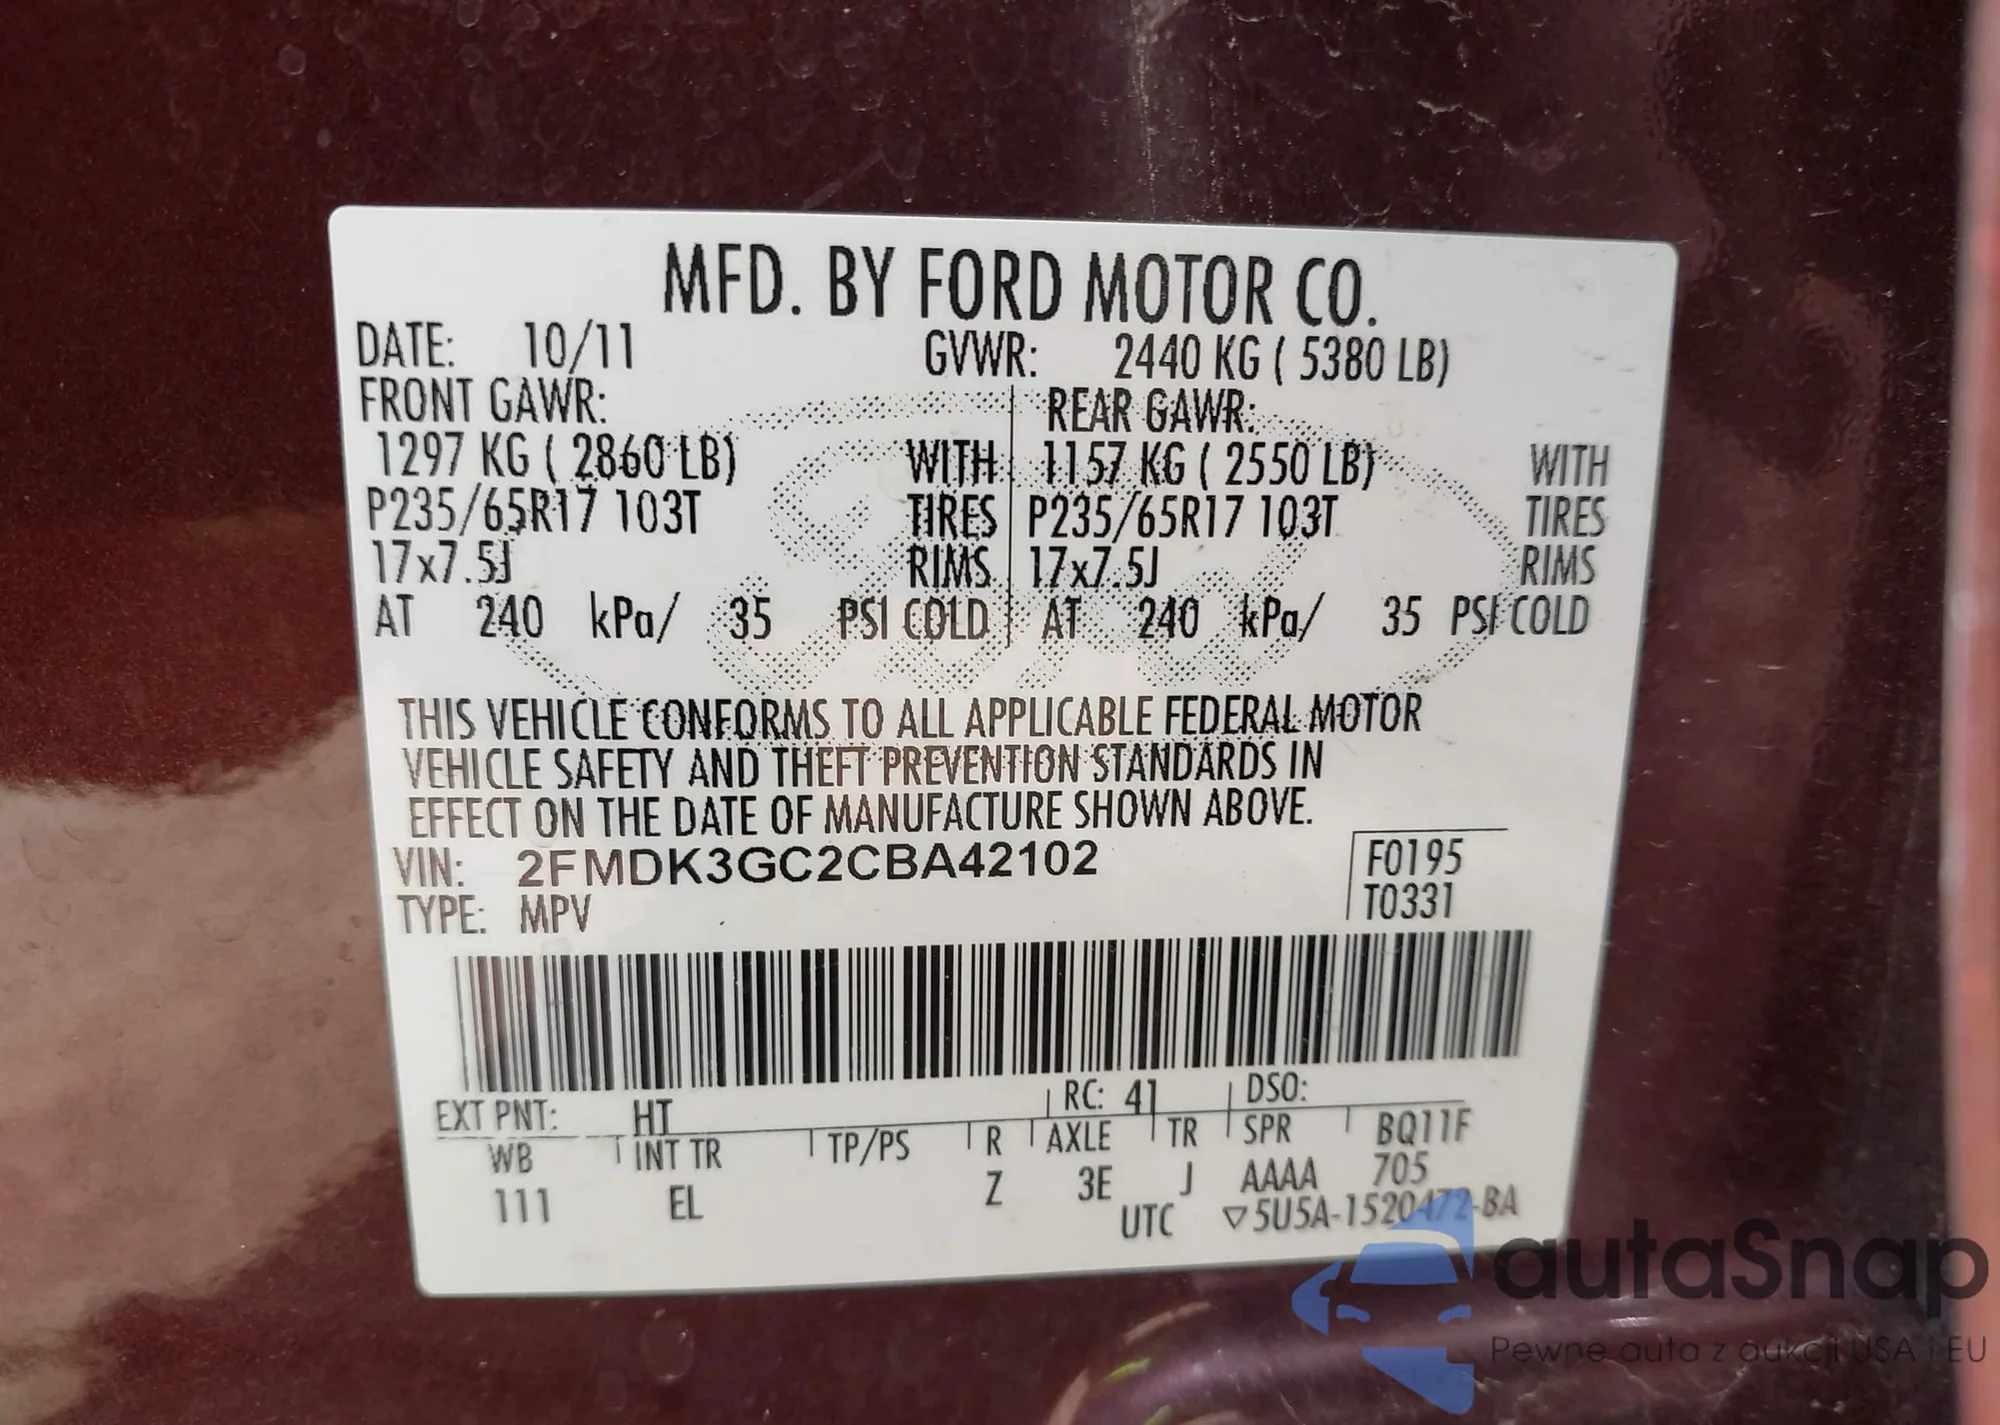 MFD. BY FORD MOTOR CO.
DATE: 10/11 GVWR: 2440 KG ( 5380 LB)
FRONT GAWR: REAR GAWR:
1297 KG ( 2860 LB) WITH 1157 KG ( 2550 LB) WITH
P235/65R17 103T TIRES P235/65R17 103T TIRES
17x7.5J RIMS 17x7.5J RIMS
AT 240 kPa/ 35 PSI COLD AT 240 kPa/ 35 PSI COLD
THIS VEHICLE CONFORMS TO ALL APPLICABLE FEDERAL MOTOR
VEHICLE SAFETY AND THEFT PREVENTION STANDARDS IN
EFFECT ON THE DATE OF MANUFACTURE SHOWN ABOVE.
VIN: 2FMDK3GC2CBA42102 F0195
TYPE: MPV T0331
EXT PNT: HT RC: 41 DSO:
WB INT TR TP/PS R AXLE TR SPR BQ11F
111 EL Z 3E J AAAA 705
UTC ▽5U5A-1520472-BA
autaSnap
Pewne auta z aukcji USA i EU